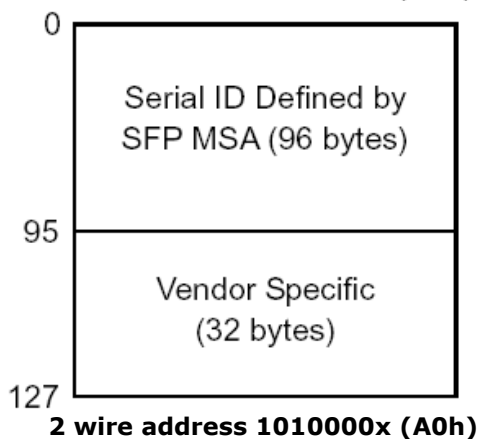 0
Serial ID Defined by
SFP MSA (96 bytes)
95
Vendor Specific
(32 bytes)
127
2 wire address 1010000x (A0h)